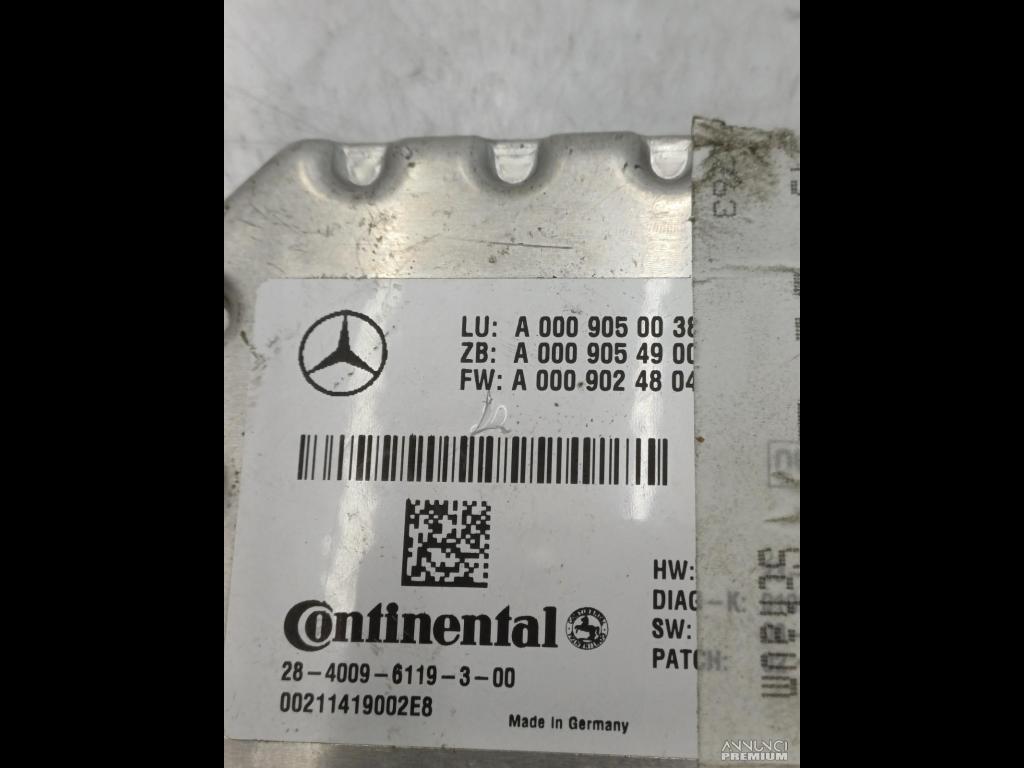 LU: A 000 905 00 38
ZB: A 000 905 49 00
FW: A 000 902 48 04
HW:
DIAG-K:
SW:
PATCH:
Continental
28-4009-6119-3-00
00211419002E8
Made in Germany
ANNUNCI
PREMIUM